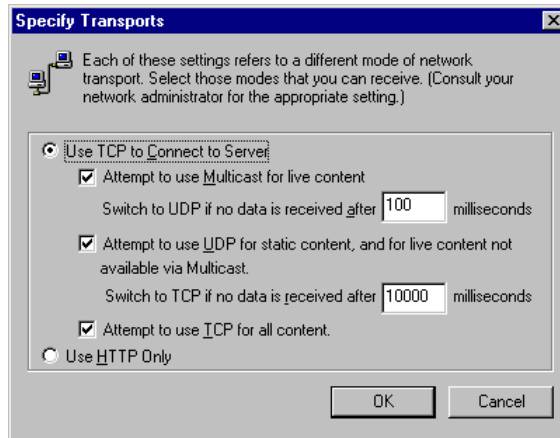 Specify Transports
Each of these settings refers to a different mode of network
transport. Select those modes that you can receive. (Consult your
network administrator for the appropriate setting.)
Use TCP to Connect to Server
Attempt to use Multicast for live content
Switch to UDP if no data is received after 100 milliseconds
Attempt to use UDP for static content, and for live content not
available via Multicast.
Switch to TCP if no data is received after 10000 milliseconds
Attempt to use TCP for all content.
Use HTTP Only
OK Cancel